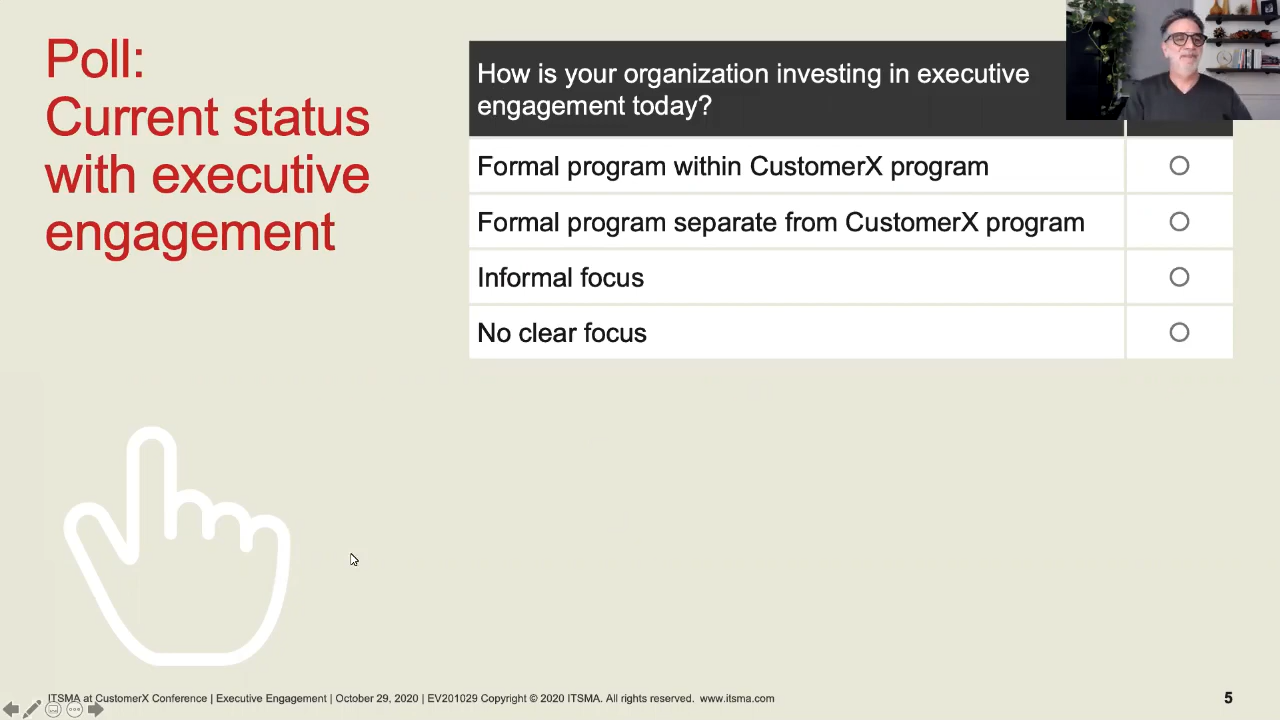 Poll:
Current status
with executive
engagement
How is your organization investing in executive
engagement today?
Formal program within CustomerX program
Formal program separate from CustomerX program
Informal focus
No clear focus
ITSMA at CustomerX Conference | Executive Engagement | October 29, 2020 | EV201029 Copyright © 2020 ITSMA. All rights reserved. www.itsma.com
5